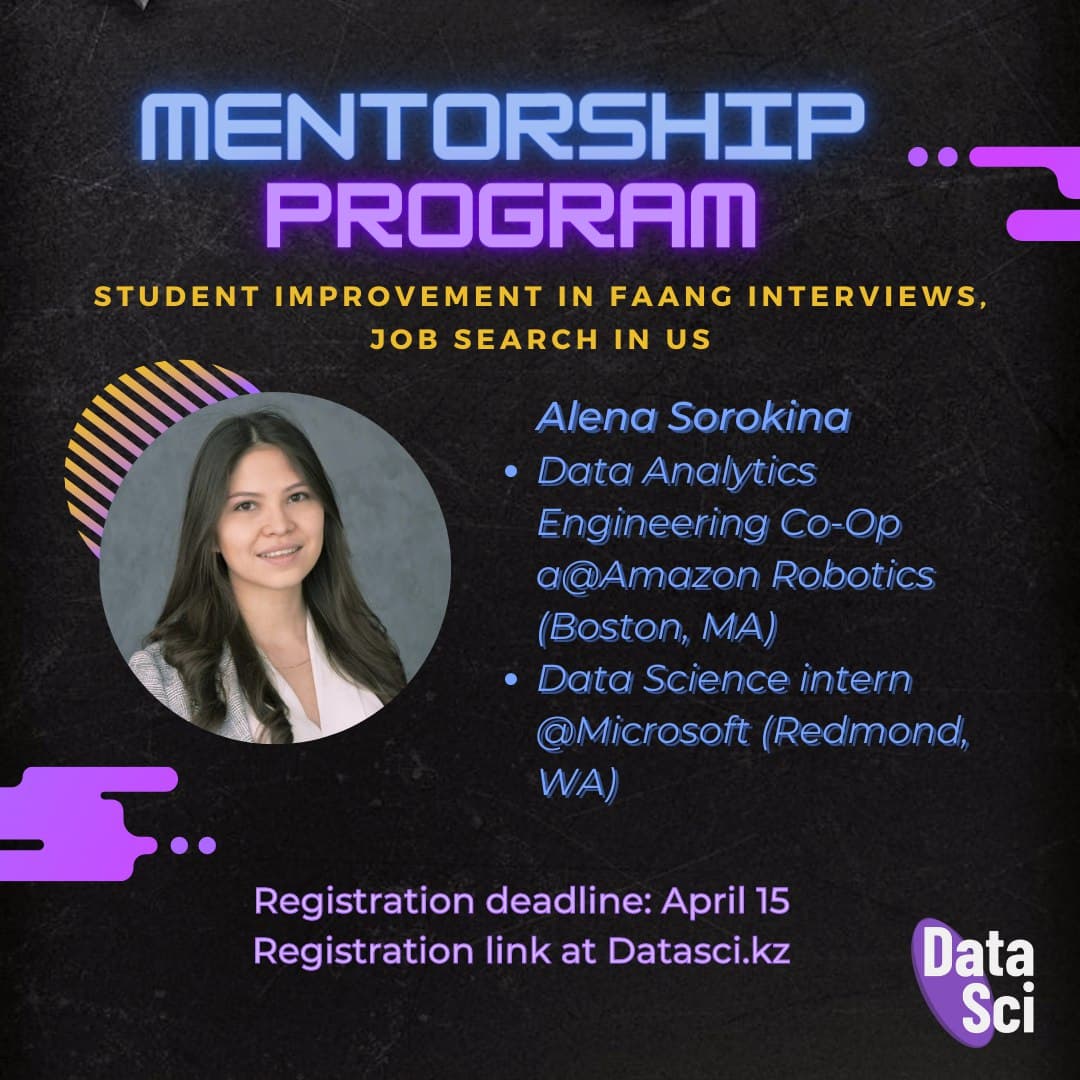 MENTORSHIP
PROGRAM
STUDENT IMPROVEMENT IN FAANG INTERVIEWS,
JOB SEARCH IN US
Alena Sorokina
• Data Analytics
Engineering Co-Op
a@Amazon Robotics
(Boston, MA)
• Data Science intern
@Microsoft (Redmond,
WA)
Registration deadline: April 15
Registration link at Datasci.kz
Data
Sci